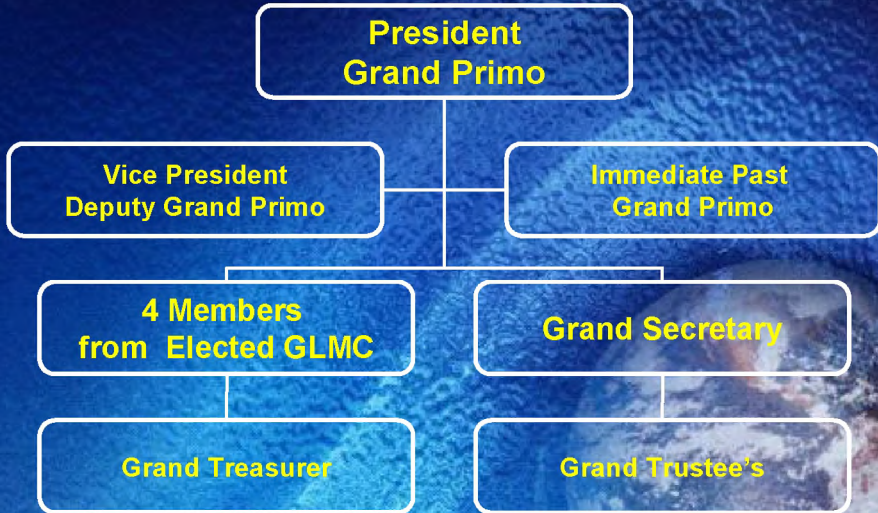 President
Grand Primo
Vice President
Deputy Grand Primo
Immediate Past
Grand Primo
4 Members
from Elected GLMC
Grand Secretary
Grand Treasurer
Grand Trustee's